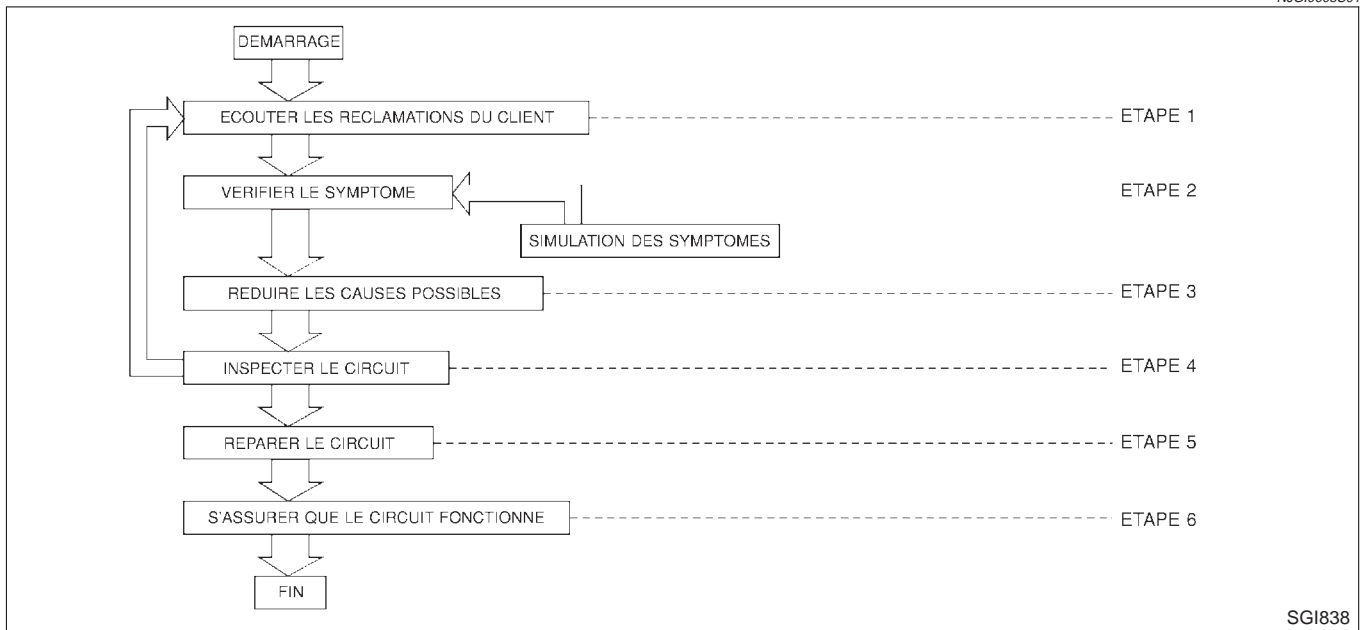 DEMARRAGE
ECOUTER LES RECLAMATIONS DU CLIENT ETAPE 1
VERIFIER LE SYMPTOME ETAPE 2
SIMULATION DES SYMPTOMES
REDUIRE LES CAUSES POSSIBLES ETAPE 3
INSPECTER LE CIRCUIT ETAPE 4
REPARER LE CIRCUIT ETAPE 5
S'ASSURER QUE LE CIRCUIT FONCTIONNE ETAPE 6
FIN
SGI838